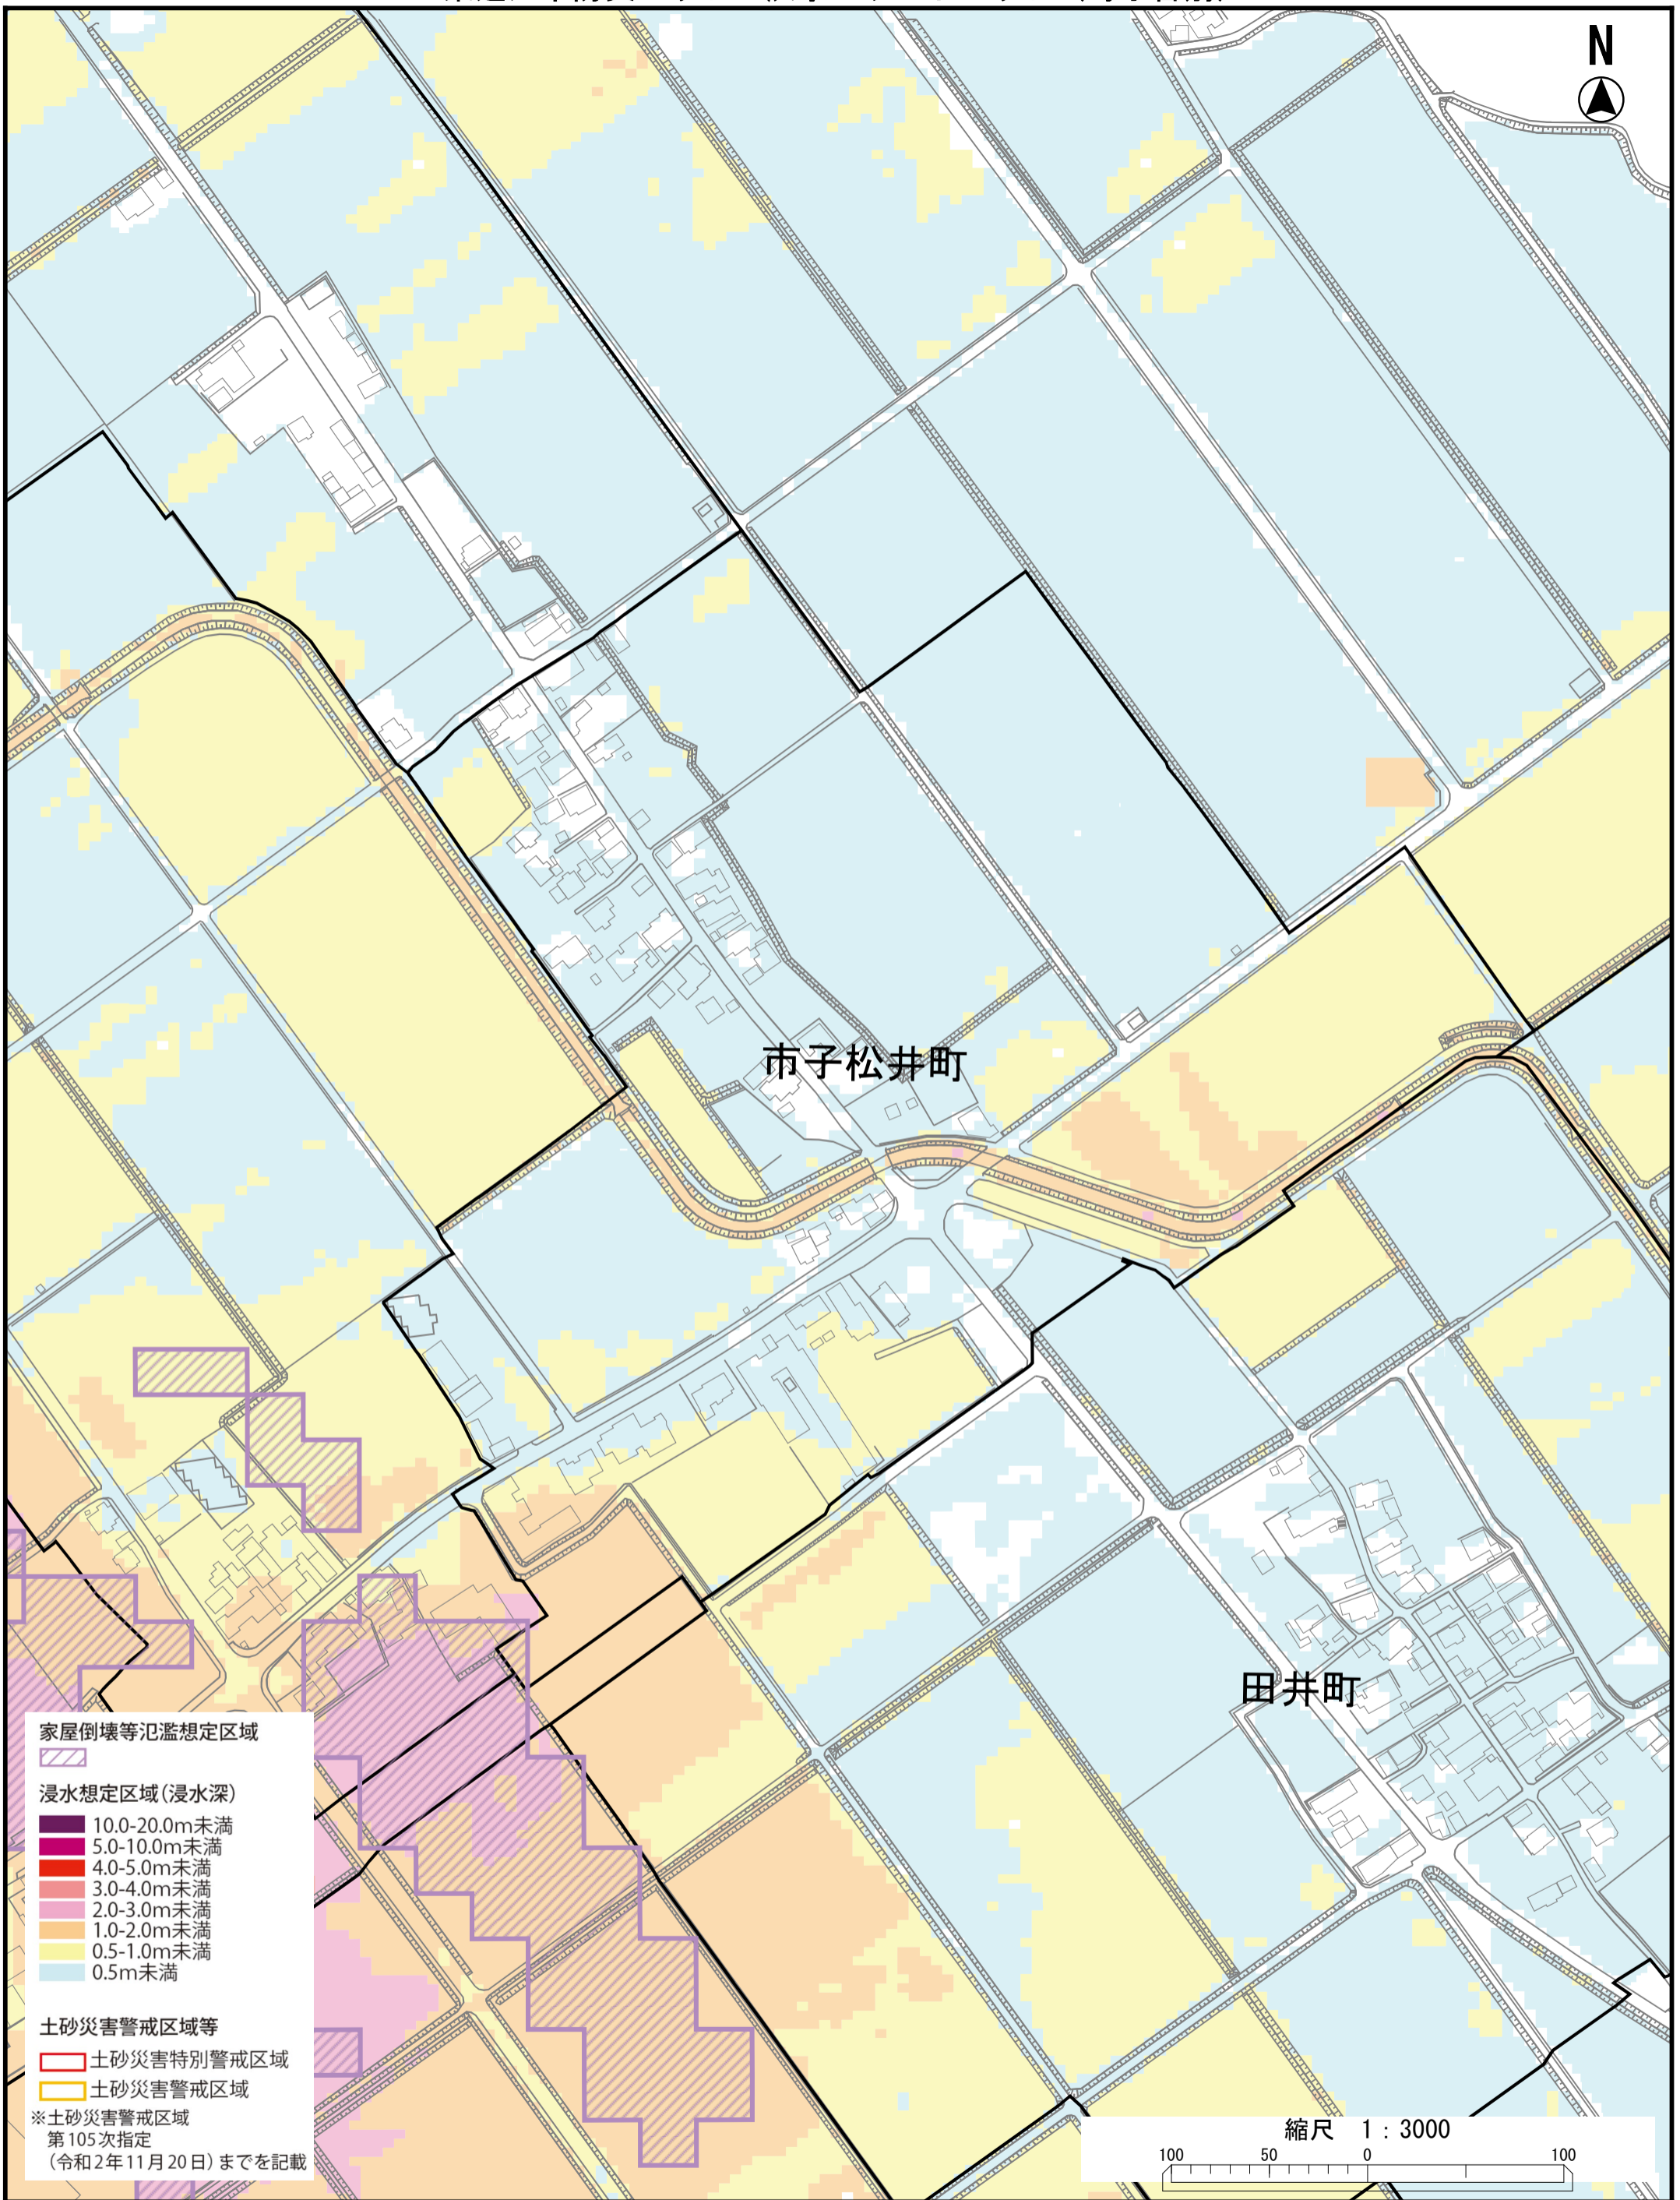 N
市子松井町
田井町
家屋倒壊等氾濫想定区域
浸水想定区域(浸水深)
10.0-20.0m未満
5.0-10.0m未満
4.0-5.0m未満
3.0-4.0m未満
2.0-3.0m未満
1.0-2.0m未満
0.5-1.0m未満
0.5m未満
土砂災害警戒区域等
土砂災害特別警戒区域
土砂災害警戒区域
※土砂災害警戒区域
第105次指定
(令和2年11月20日)までを記載
縮尺 1:3000
100 50 0 100